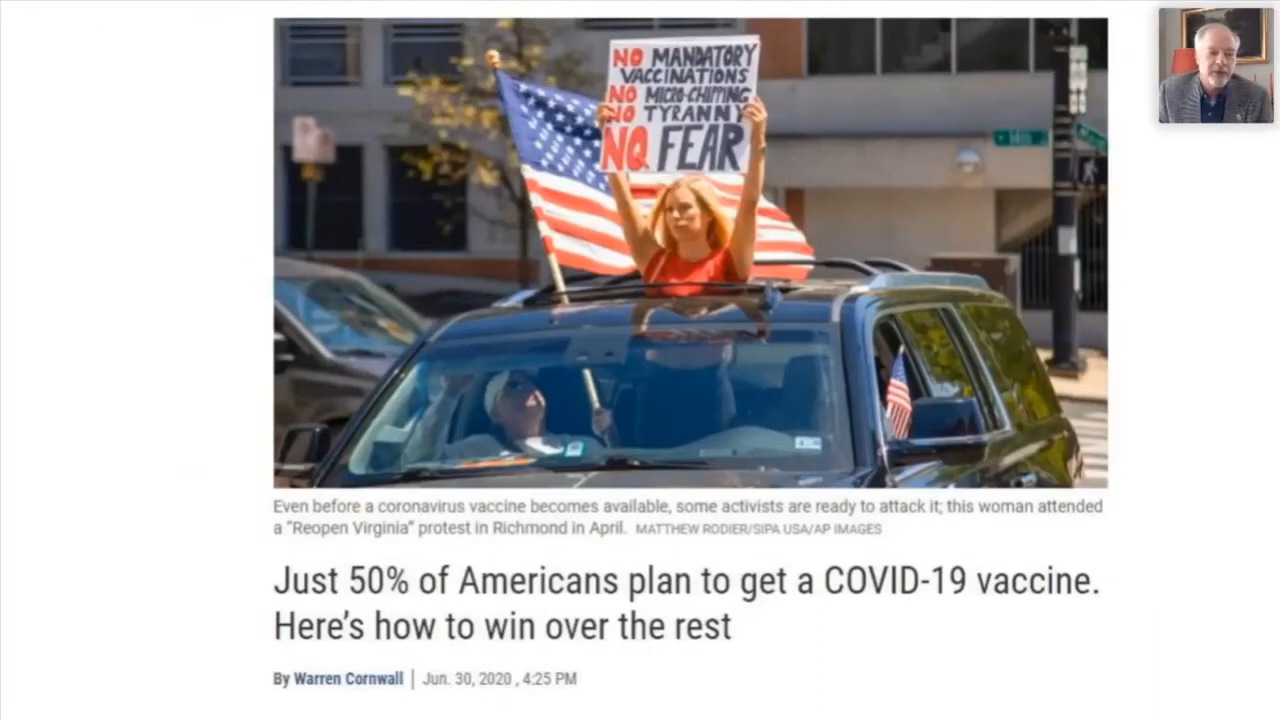 NO MANDATORY
VACCINATIONS
NO MICRO-CHIPPING
NO TYRANNY
NO FEAR
Even before a coronavirus vaccine becomes available, some activists are ready to attack it; this woman attended
a “Reopen Virginia” protest in Richmond in April. MATTHEW RODIER/SIPA USA/AP IMAGES
Just 50% of Americans plan to get a COVID-19 vaccine.
Here’s how to win over the rest
By Warren Cornwall | Jun. 30, 2020 , 4:25 PM